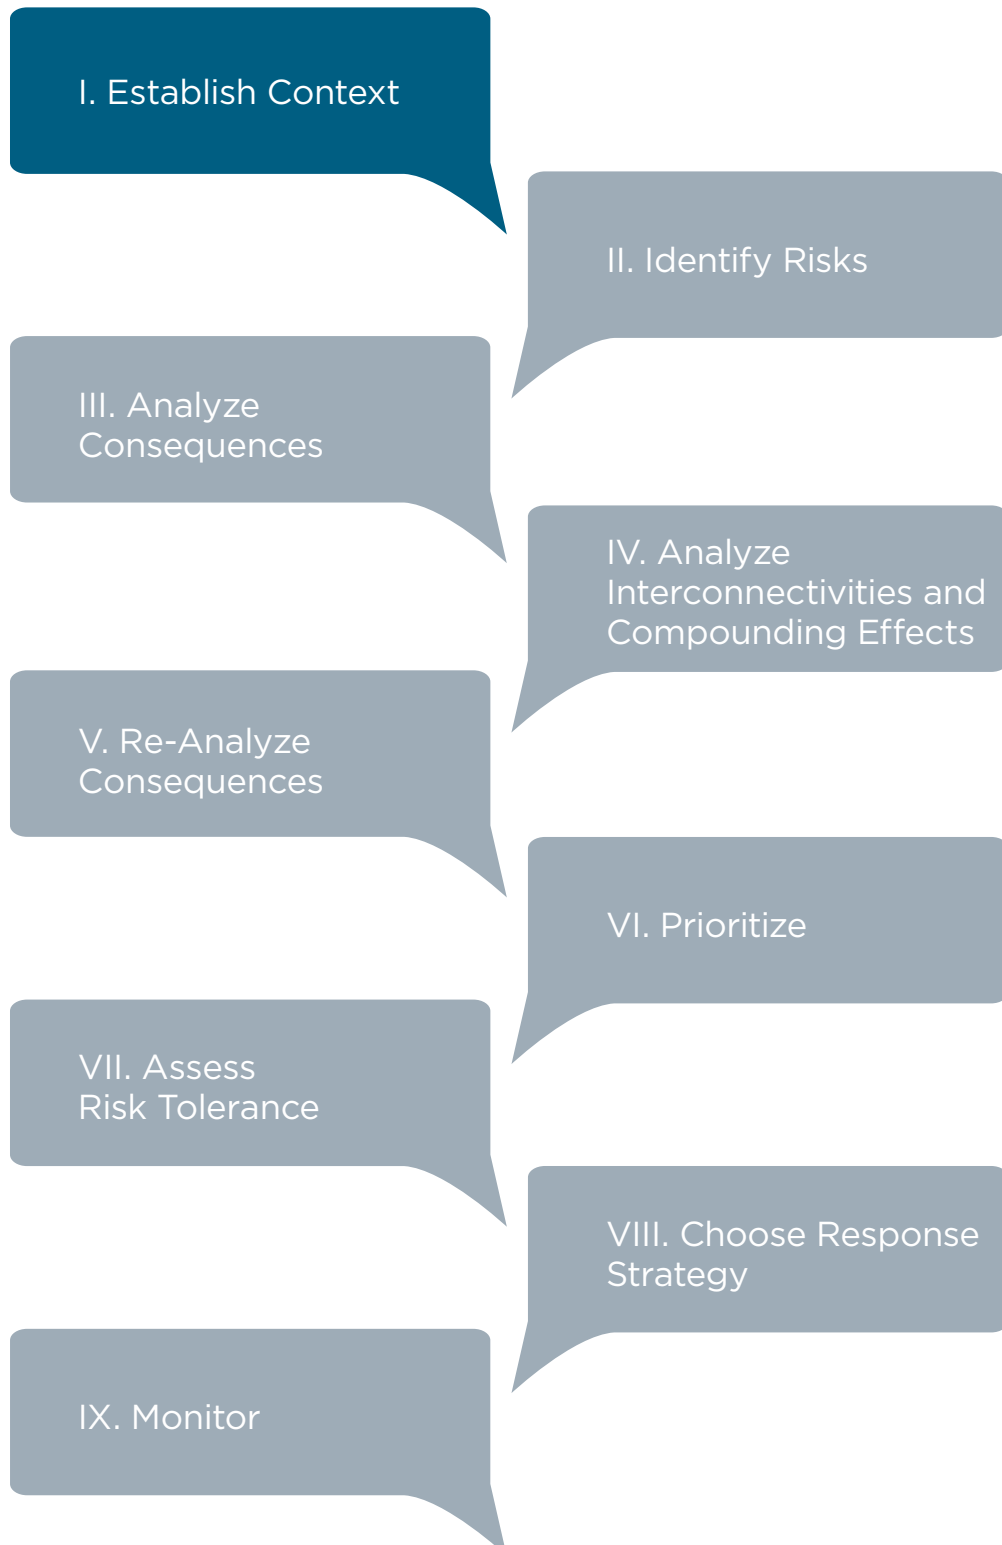 I. Establish Context
II. Identify Risks
III. Analyze
Consequences
IV. Analyze
Interconnectivities and
Compounding Effects
V. Re-Analyze
Consequences
VI. Prioritize
VII. Assess
Risk Tolerance
VIII. Choose Response
Strategy
IX. Monitor